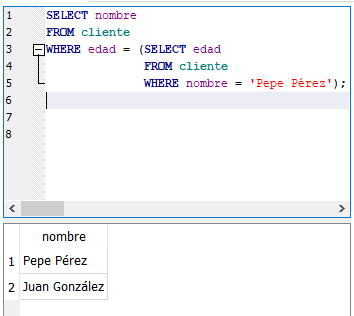 1 SELECT nombre
2 FROM cliente
3 WHERE edad = (SELECT edad
4 FROM cliente
5 WHERE nombre = 'Pepe Pérez');
6
7
8
nombre
1 Pepe Pérez
2 Juan González